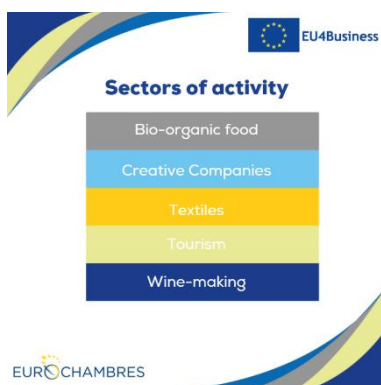 EU4Business
Sectors of activity
Bio-organic food
Creative Companies
Textiles
Tourism
Wine-making
EUROCHAMBRES